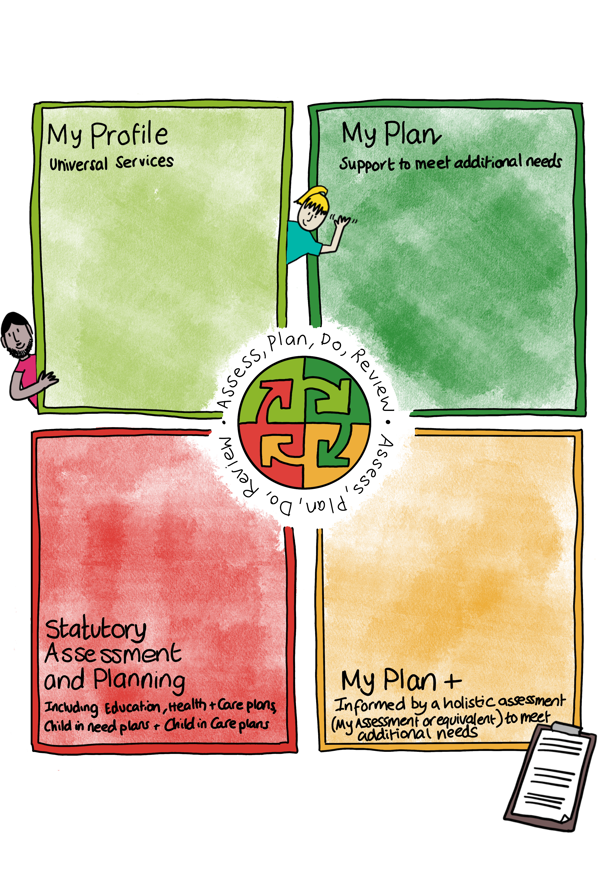 My Profile
Universal Services
My Plan
Support to meet additional needs
Assess, Plan, Do, Review • Assess, Plan, Do, Review •
Statutory
Assessment
and Planning
Including Education, Health + Care plans,
Child in need plans + Child in Care plans
My Plan +
Informed by a holistic assessment
(My Assessment or equivalent) to meet
additional needs